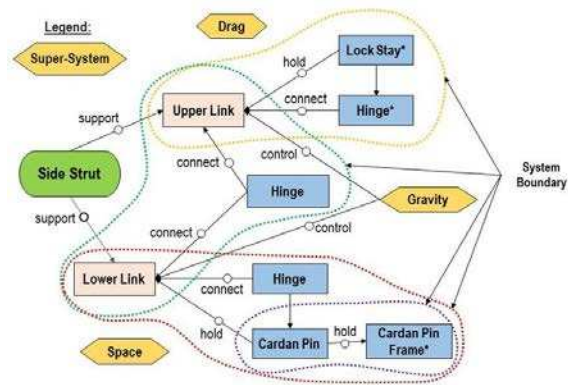 Legend:
Super-System
Drag
Lock Stay*
hold
Upper Link
connect
Hinge*
support
control
connect
System
Boundary
Side Strut
Hinge
Gravity
support
connect
control
Lower Link
Hinge
connect
hold
hold
Space
Cardan Pin
Cardan Pin
Frame*